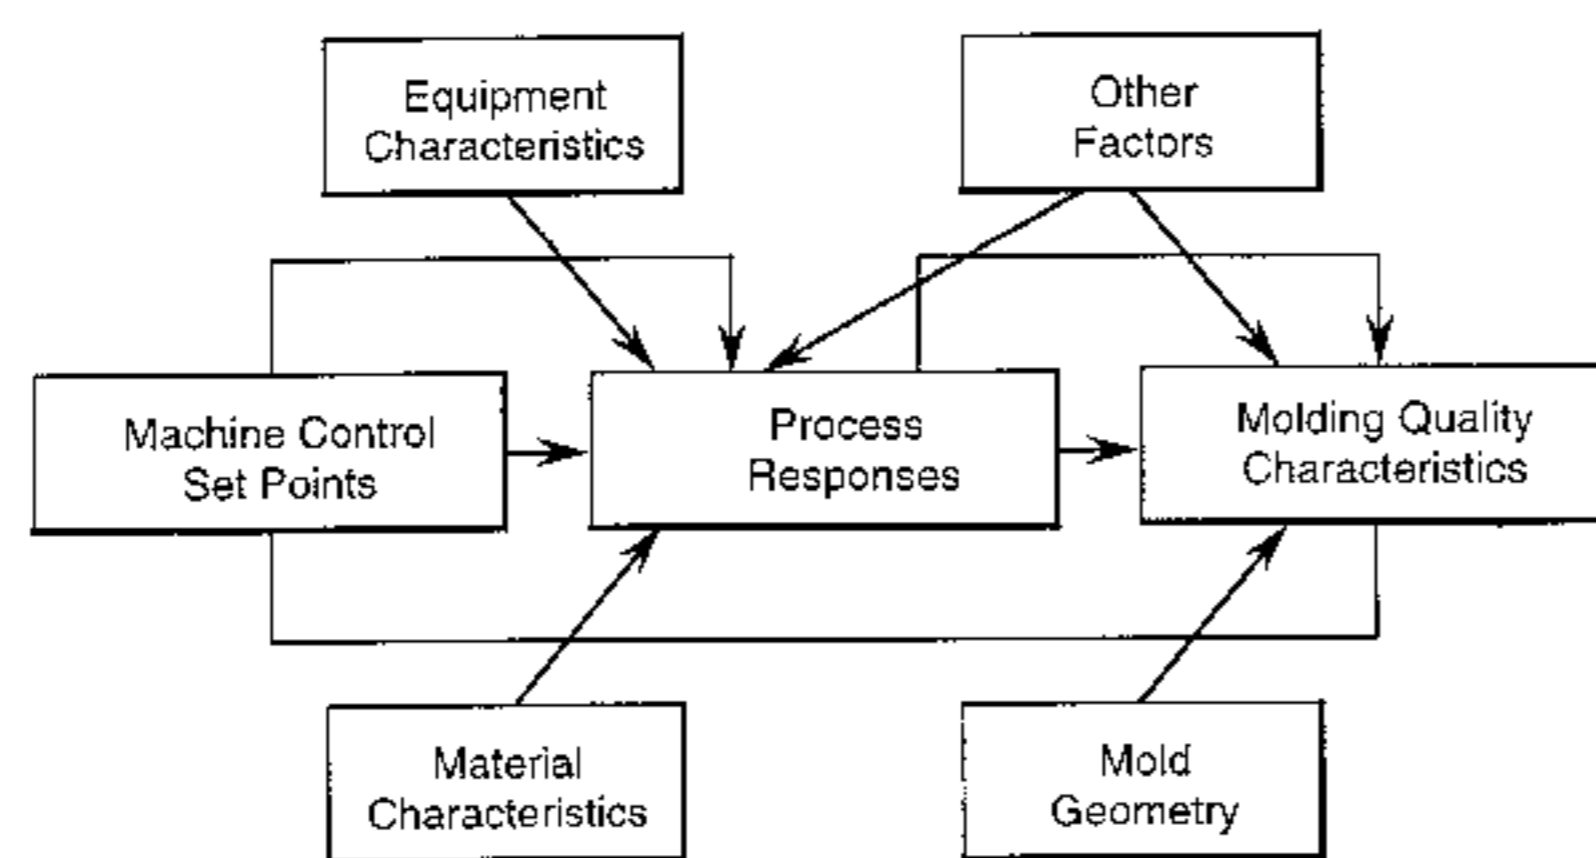 Equipment
Characteristics
Other
Factors
Machine Control
Set Points
Process
Responses
Molding Quality
Characteristics
Material
Characteristics
Mold
Geometry